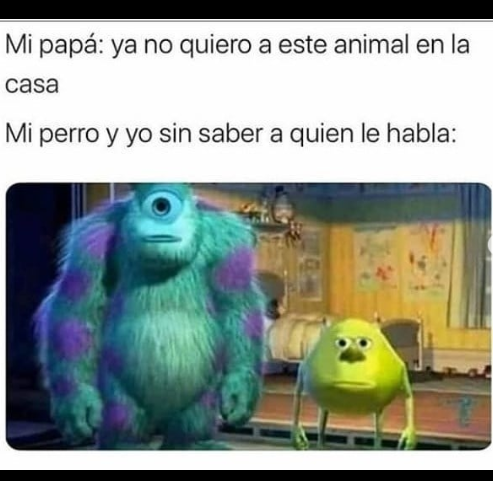 Mi papá: ya no quiero a este animal en la
casa
Mi perro y yo sin saber a quien le habla: